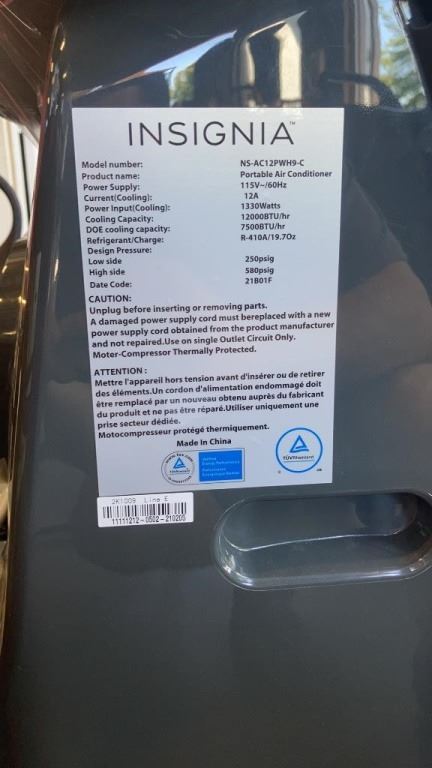 INSIGNIA™
Model number: NS-AC12PWH9-C
Product name: Portable Air Conditioner
Power Supply: 115V~/60Hz
Current(Cooling): 12A
Power Input(Cooling): 1330Watts
Cooling Capacity: 12000BTU/hr
DOE cooling capacity: 7500BTU/hr
Refrigerant/Charge: R-410A/19.7Oz
Design Pressure:
Low side 250psig
High side 580psig
Date Code: 21B01F
CAUTION:
Unplug before inserting or removing parts.
A damaged power supply cord must bereplaced with a new
power supply cord obtained from the product manufacturer
and not repaired.Use on single Outlet Circuit Only.
Moter-Compressor Thermally Protected.
ATTENTION :
Mettre l'appareil hors tension avant d'insérer ou de retirer
des éléments.Un cordon d'alimentation endommagé doit
être remplacé par un nouveau obtenu auprès du fabricant
du produit et ne pas être réparé.Utiliser uniquement une
prise secteur dédiée.
Motocompresseur protégé thermiquement.
Made In China
TÜVRheinland
2K1009 Line E
11111212-0502-210205